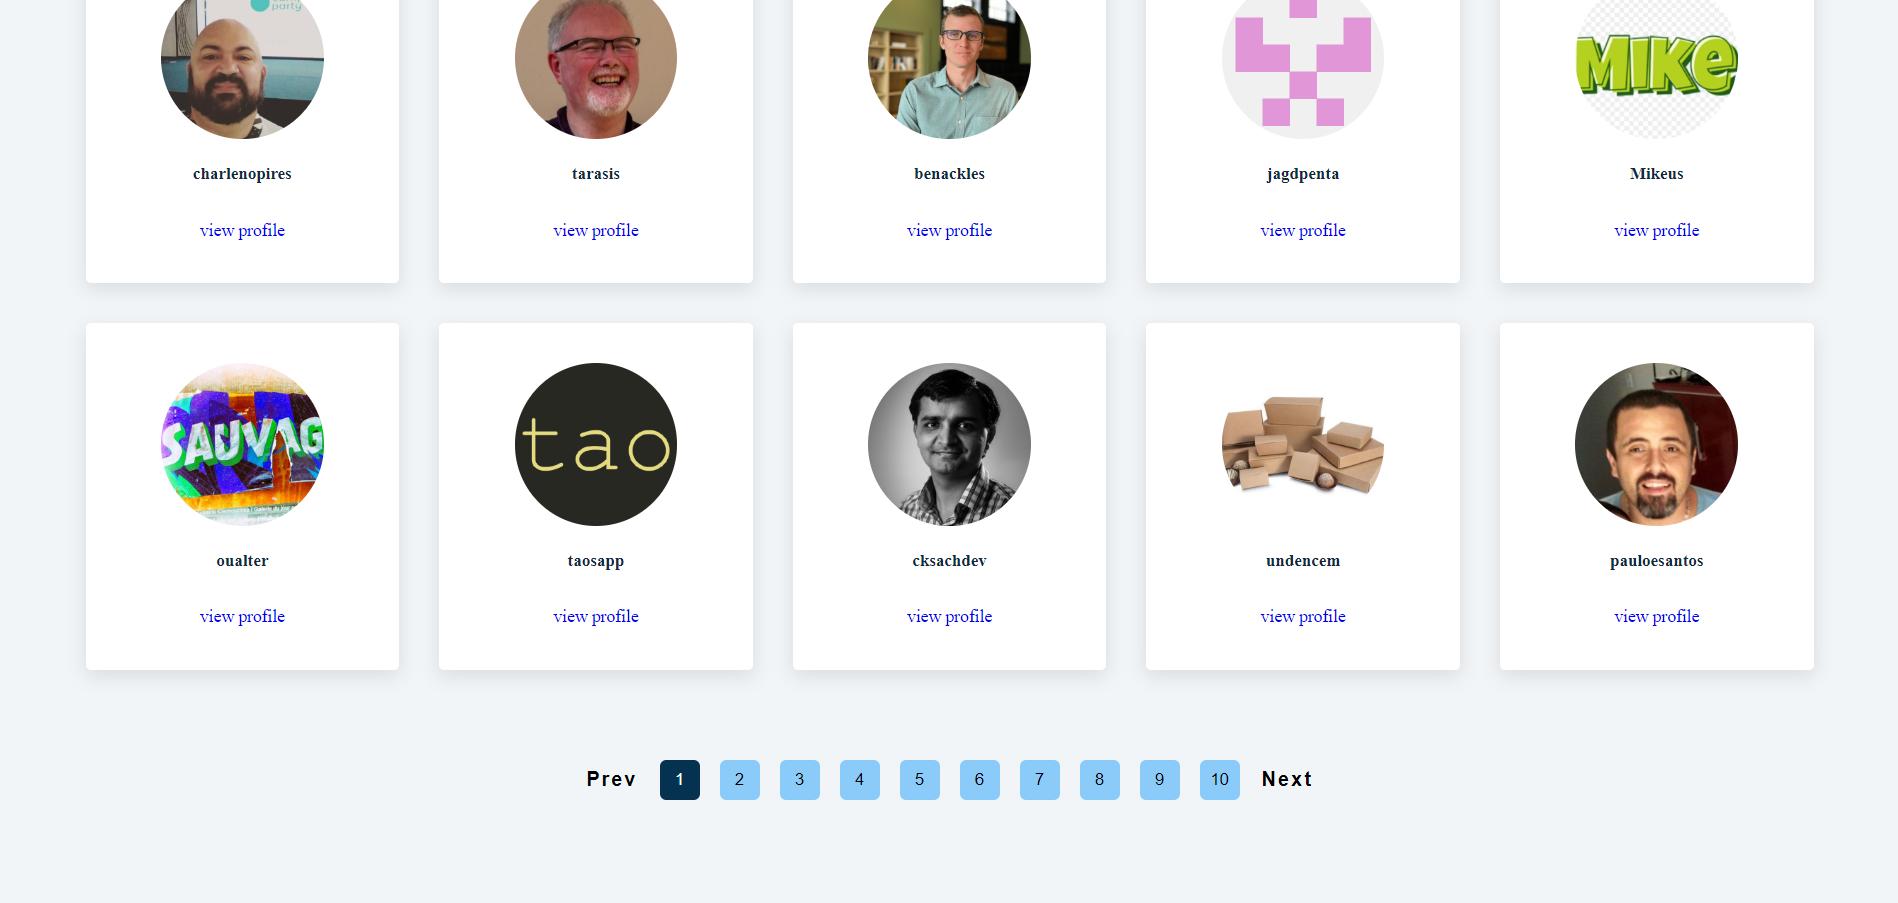 party
MIKE
charlenopires
tarasis
benackles
jagdpenta
Mikeus
view profile
view profile
view profile
view profile
view profile
SAUVAG
tao
oualter
taosapp
cksachdev
undencem
pauloesantos
view profile
view profile
view profile
view profile
view profile
Prev 1 2 3 4 5 6 7 8 9 10 Next